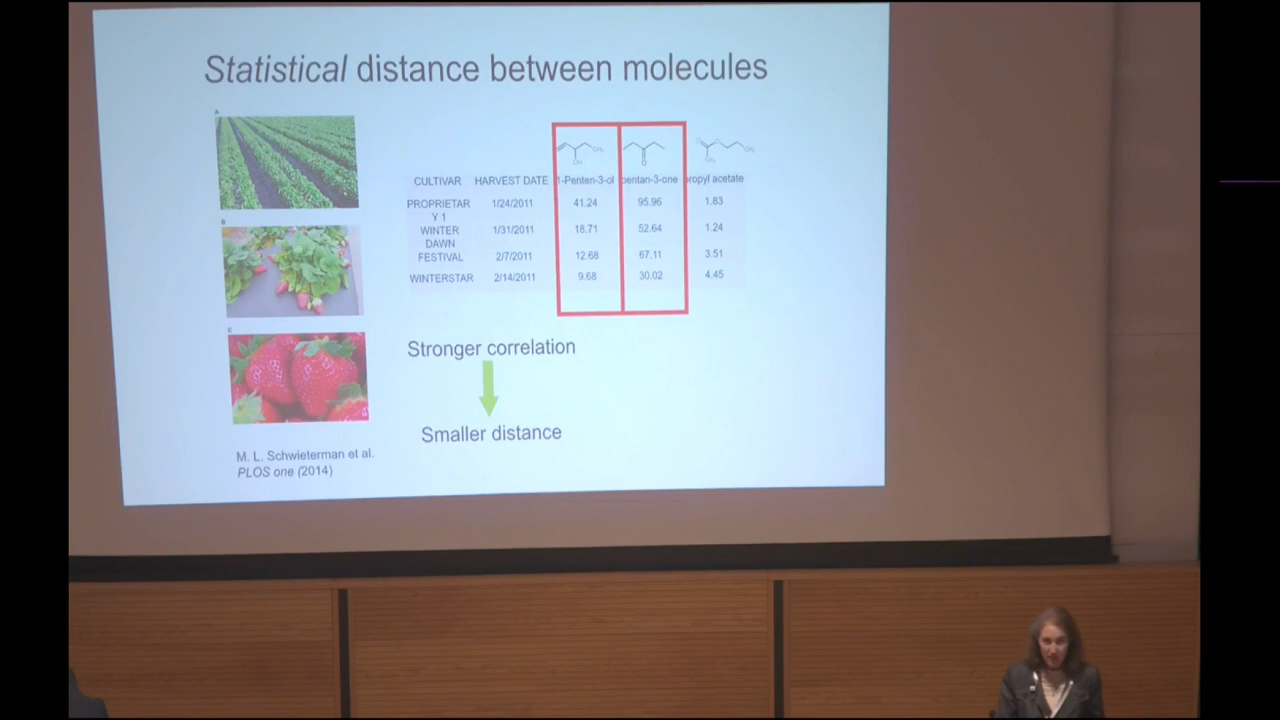 Statistical distance between molecules
A
B
C
CULTIVAR HARVEST DATE 1-Penten-3-ol pentan-3-one propyl acetate
PROPRIETAR 1/24/2011 41.24 95.96 1.83
Y 1
WINTER 1/31/2011 18.71 52.64 1.24
DAWN
FESTIVAL 2/7/2011 12.68 67.11 3.51
WINTERSTAR 2/14/2011 9.68 30.02 4.45
Stronger correlation
Smaller distance
M. L. Schwieterman et al.
PLOS one (2014)